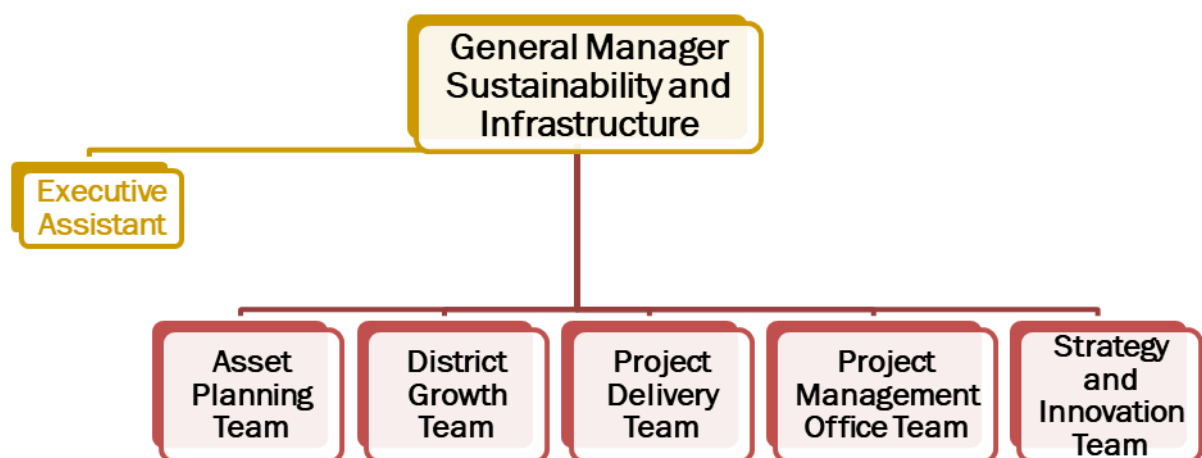 General Manager
Sustainability and
Infrastructure
Executive
Assistant
Asset
Planning
Team
District
Growth
Team
Project
Delivery
Team
Project
Management
Office Team
Strategy
and
Innovation
Team